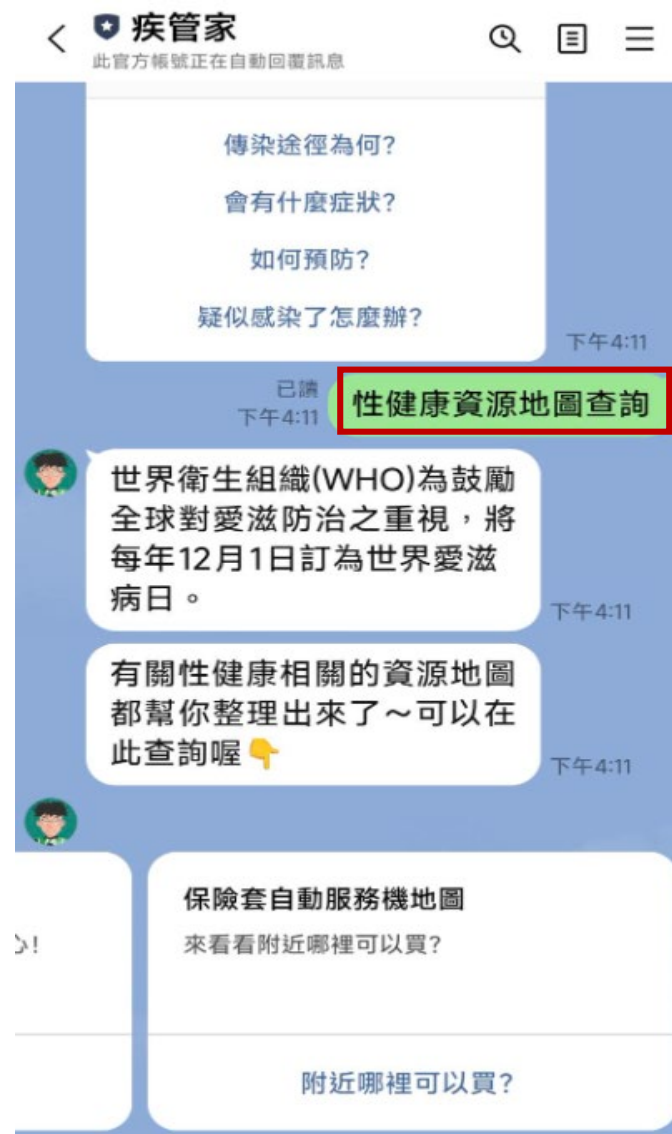 疾管家
此官方帳號正在自動回覆訊息
傳染途徑為何?
會有什麼症狀?
如何預防?
疑似感染了怎麼辦?
下午4:11
已讀
下午4:11
性健康資源地圖查詢
世界衛生組織(WHO)為鼓勵
全球對愛滋防治之重視，將
每年12月1日訂為世界愛滋
病日。
下午4:11
有關性健康相關的資源地圖
都幫你整理出來了～可以在
此查詢喔👇
下午4:11
心!
保險套自動服務機地圖
來看看附近哪裡可以買?
附近哪裡可以買?